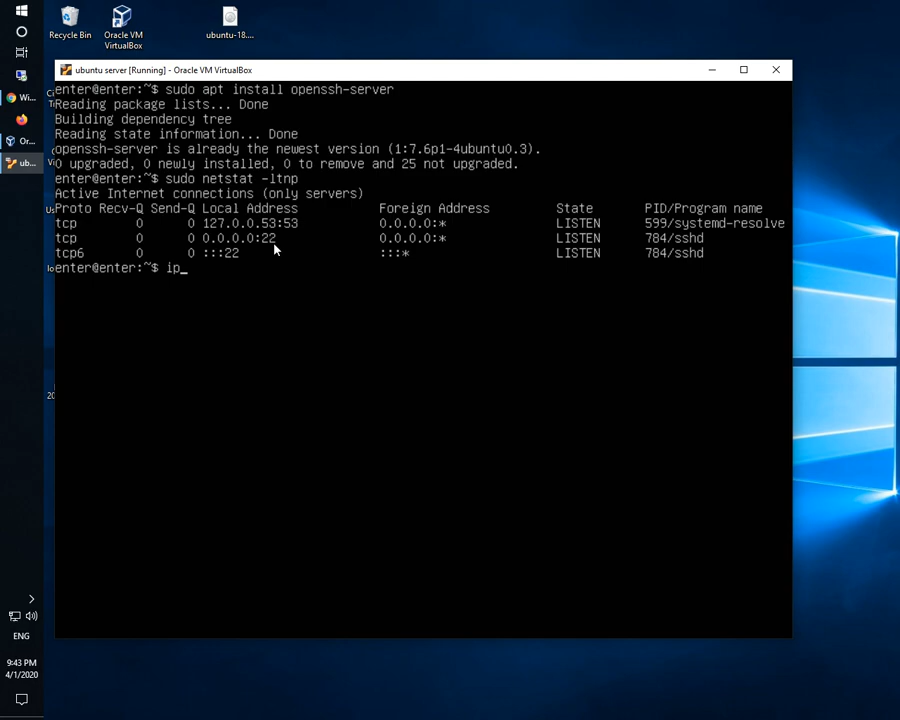 Recycle Bin
Oracle VM
VirtualBox
ubuntu-18....
ubuntu server [Running] - Oracle VM VirtualBox
enter@enter:~$ sudo apt install openssh-server
Reading package lists... Done
Building dependency tree
Reading state information... Done
openssh-server is already the newest version (1:7.6p1-4ubuntu0.3).
0 upgraded, 0 newly installed, 0 to remove and 25 not upgraded.
enter@enter:~$ sudo netstat -ltnp
Active Internet connections (only servers)
Proto Recv-Q Send-Q Local Address Foreign Address State PID/Program name
tcp 0 0 127.0.0.53:53 0.0.0.0:* LISTEN 599/systemd-resolve
tcp 0 0 0.0.0.0:22 0.0.0.0:* LISTEN 784/sshd
tcp6 0 0 :::22 :::* LISTEN 784/sshd
enter@enter:~$ ip_
Wi...
Or...
ub...
ENG
9:43 PM
4/1/2020